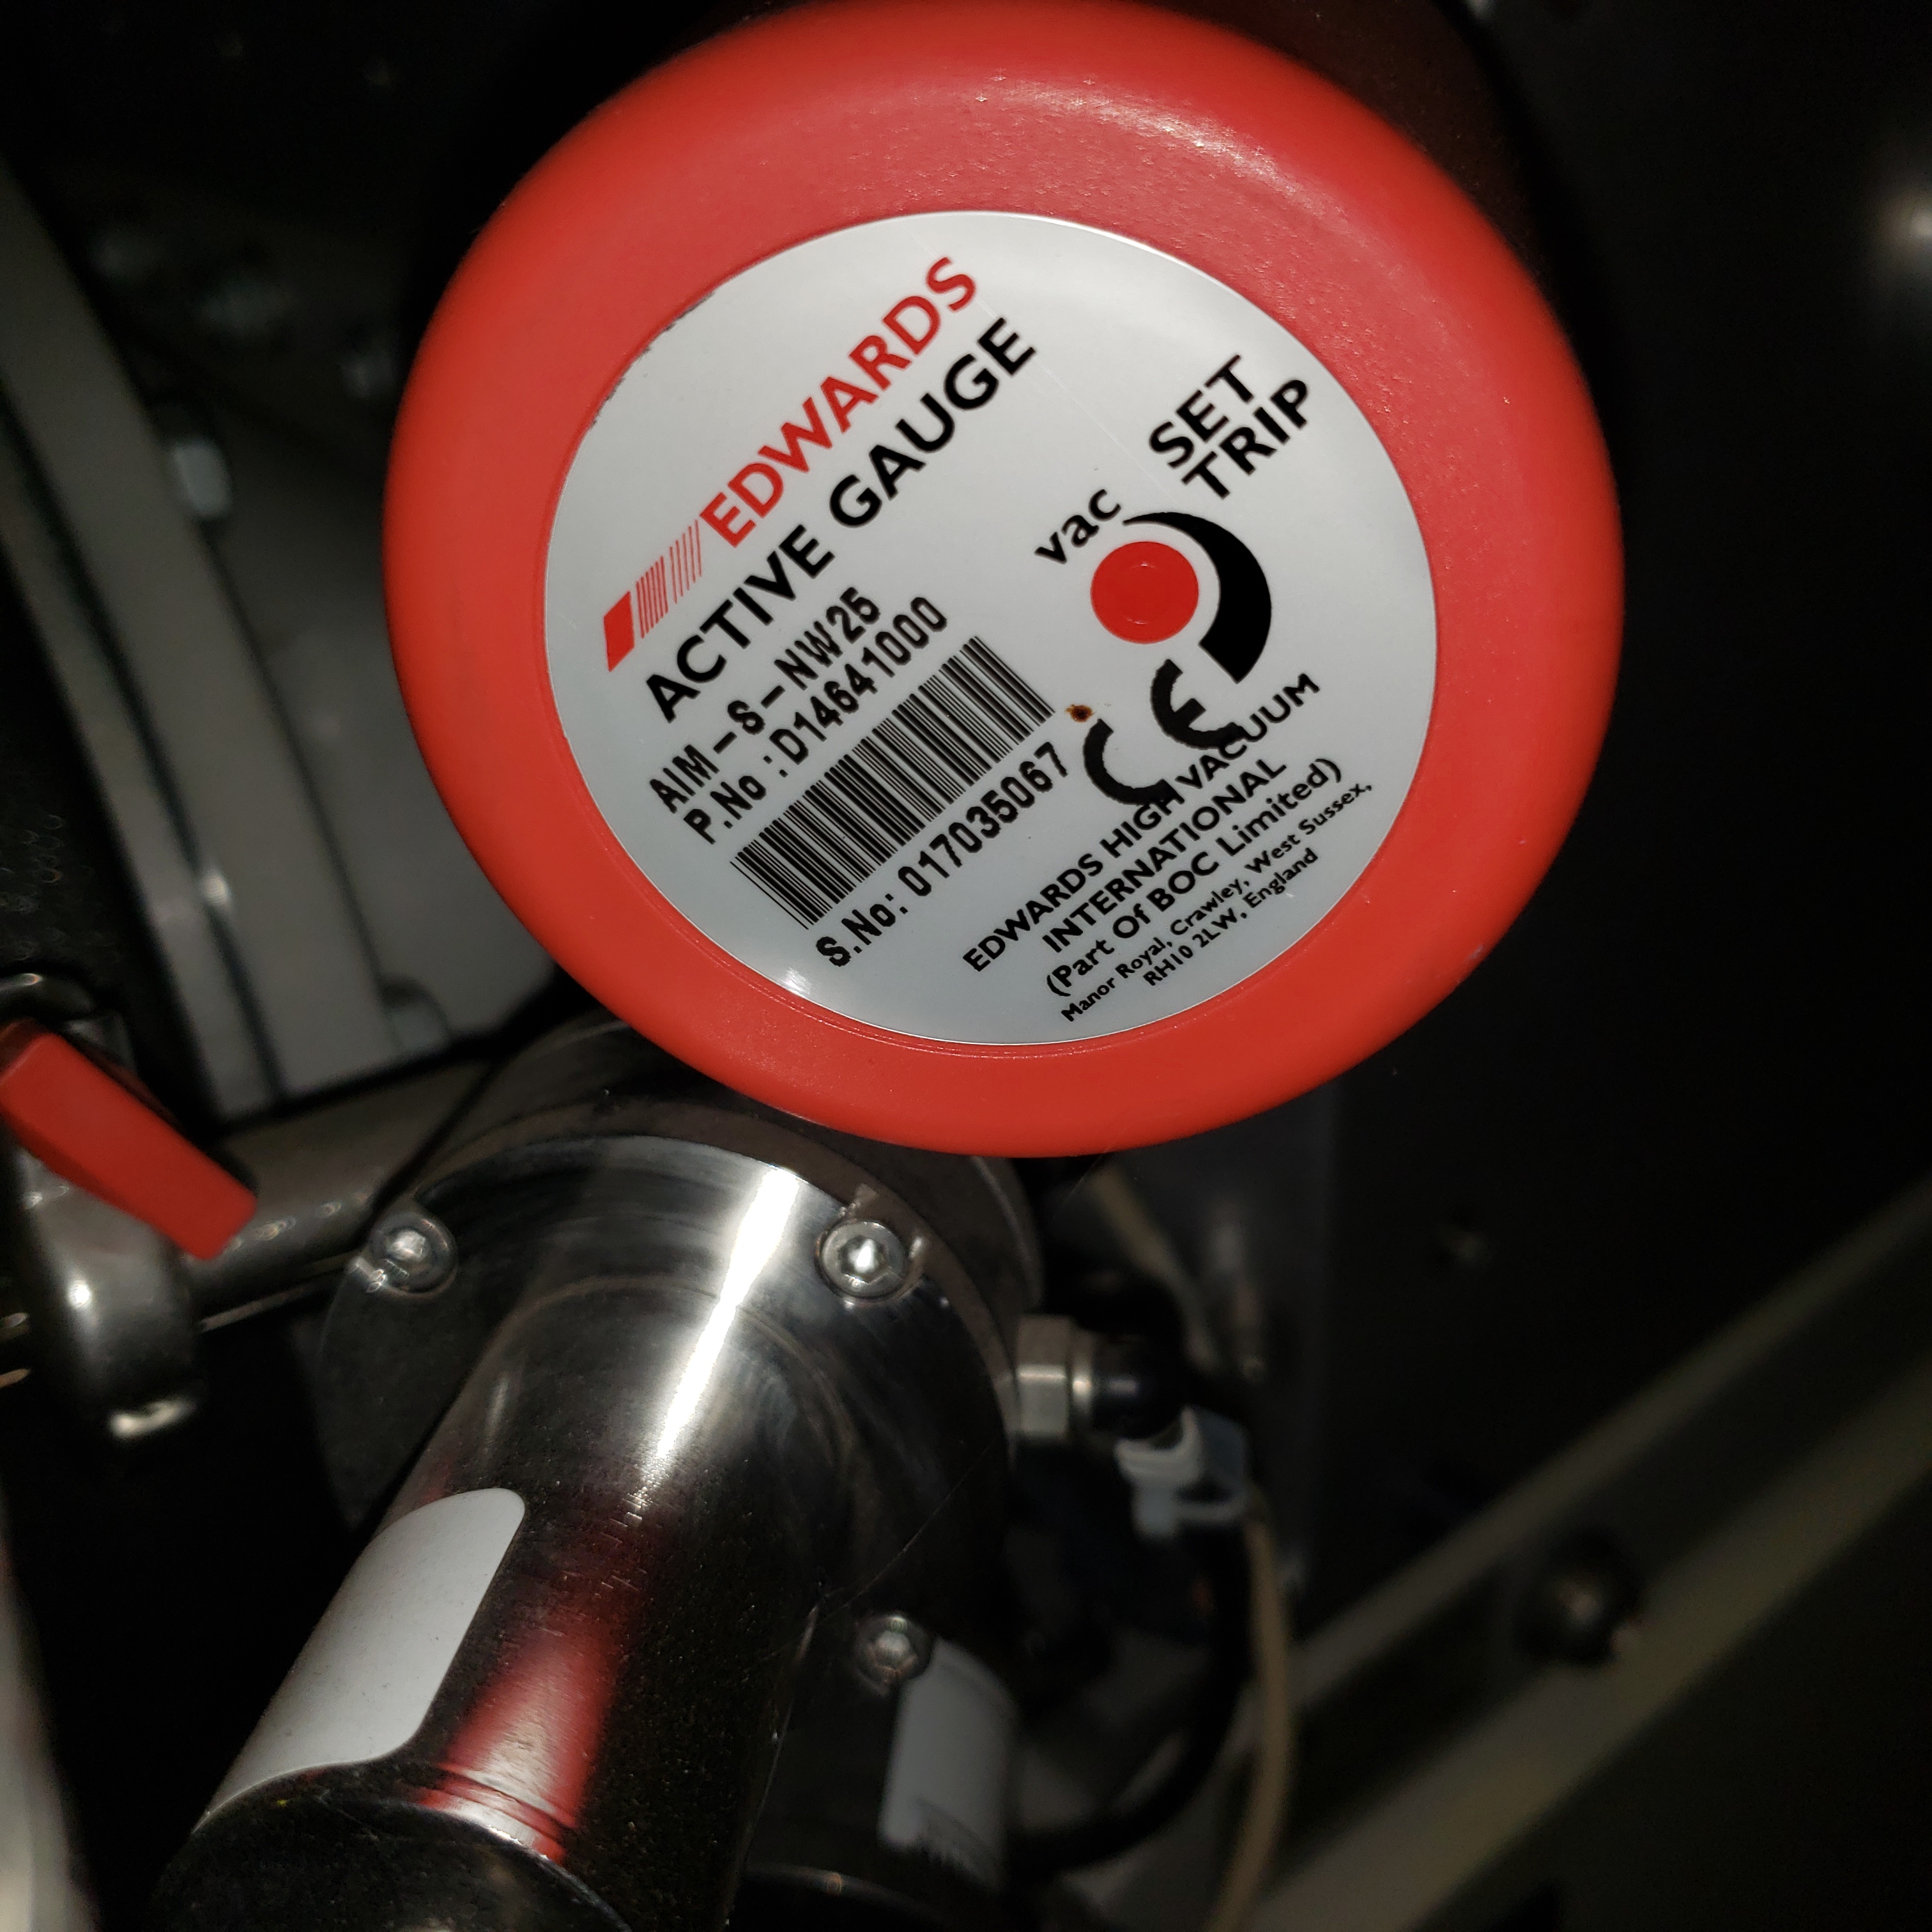 EDWARDS
ACTIVE GAUGE
AIM-S-NW25
P.No :D14641000
S.No: 017035067
vac
SET
TRIP
CE
EDWARDS HIGH VACUUM
INTERNATIONAL
(Part Of BOC Limited)
Manor Royal, Crawley, West Sussex,
RH10 2LW, England